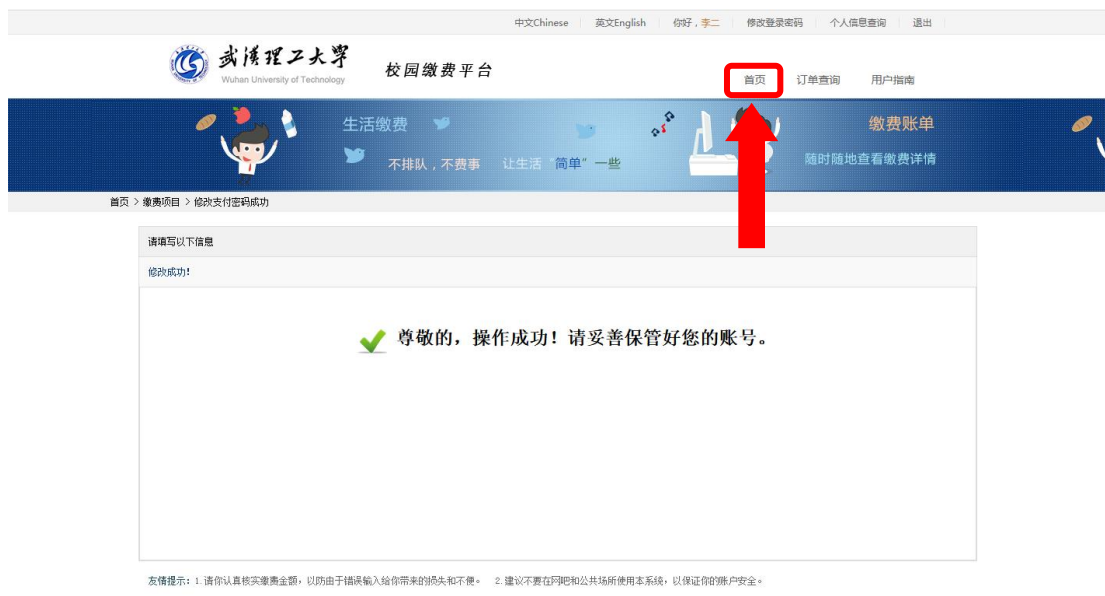 中文Chinese 英文English 你好，李二 修改登录密码 个人信息查询 退出
武汉理工大学 校园缴费平台
Wuhan University of Technology
首页 订单查询 用户指南
生活缴费 缴费账单
不排队，不费事 让生活“简单”一些 随时随地查看缴费详情
首页 > 缴费项目 > 修改支付密码成功
请填写以下信息
修改成功!
尊敬的，操作成功！请妥善保管好您的账号。
友情提示：1.请你认真核实缴费金额，以防由于错误输入给你带来的损失和不便。 2.建议不要在网吧和公共场所使用本系统，以保证你的账户安全。